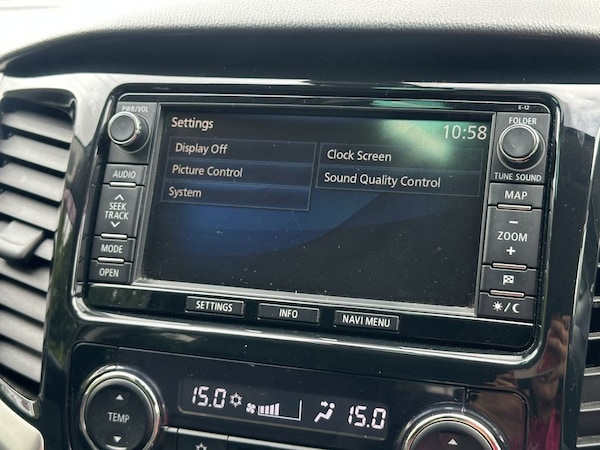 PWR/VOL
E-12
FOLDER
Settings
10:58
Display Off
Clock Screen
Picture Control
Sound Quality Control
System
AUDIO
SEEK
TRACK
MODE
OPEN
TUNE SOUND
MAP
−
ZOOM
+
SETTINGS
INFO
NAVI MENU
TEMP
15.0
15.0